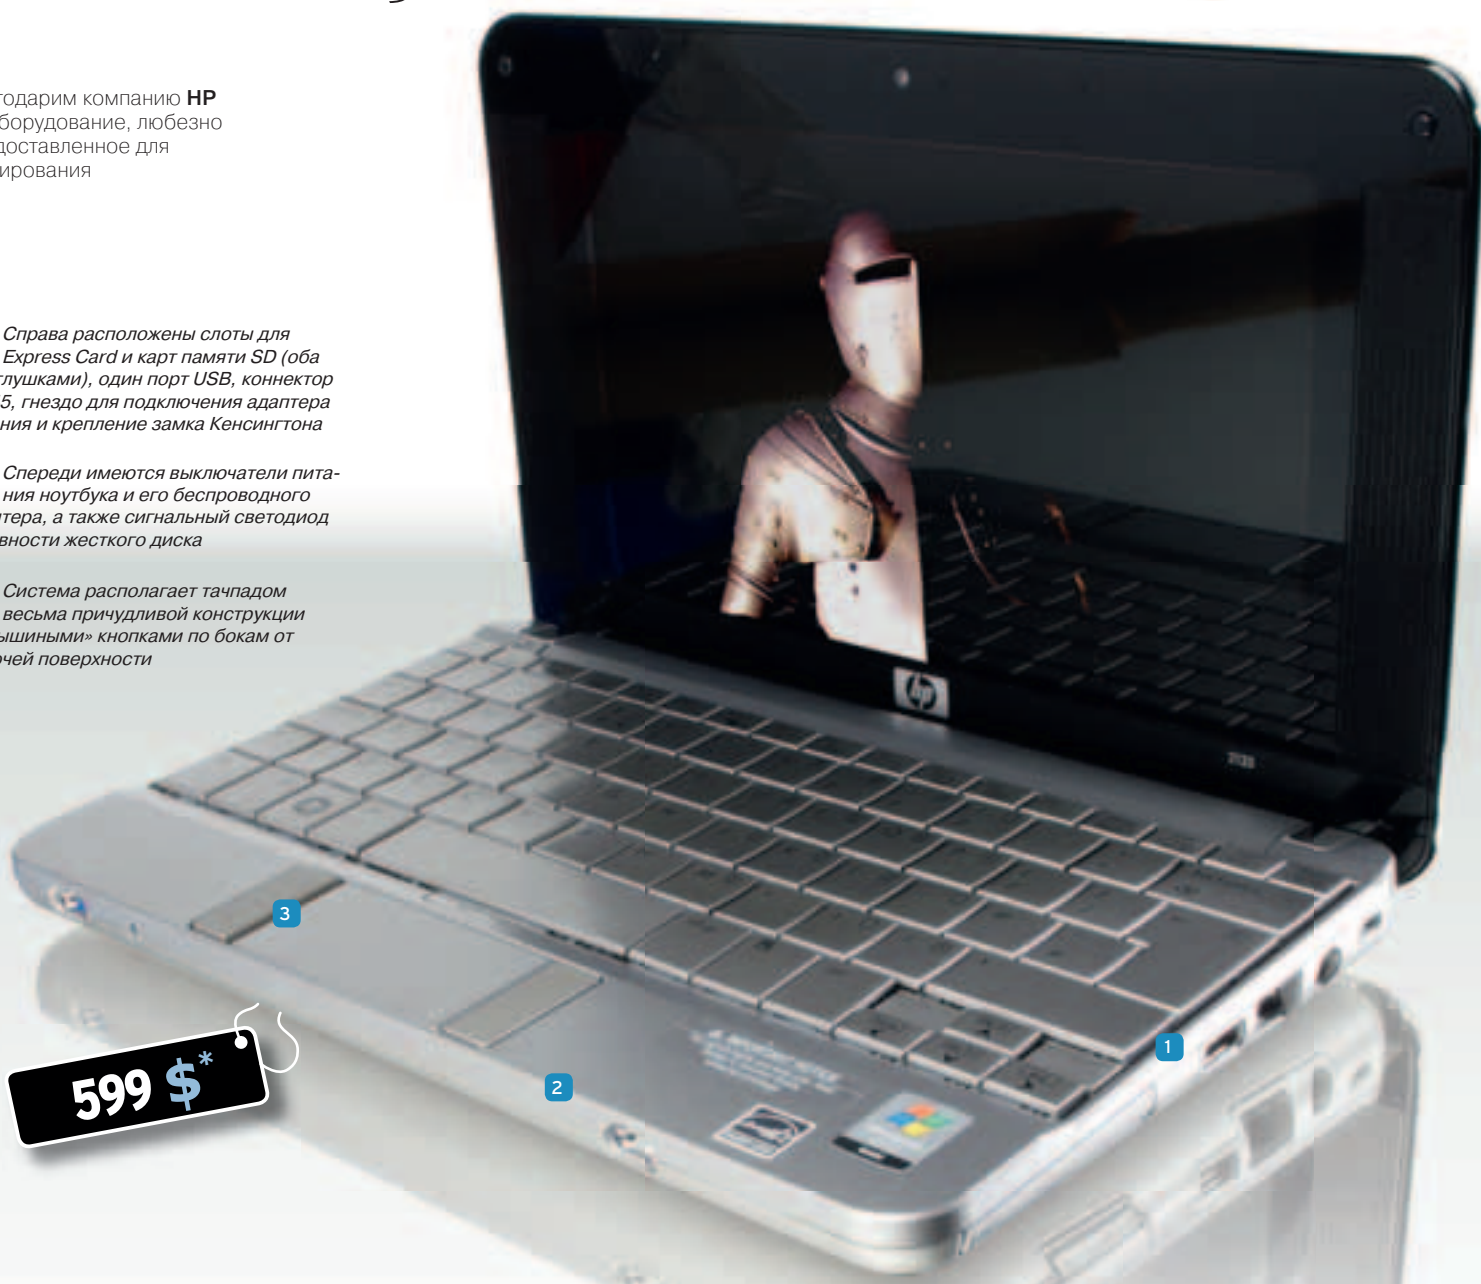 годарим компанию HP
борудование, любезно
доставленное для
ирования
Справа расположены слоты для
Express Card и карт памяти SD (оба
глушками), один порт USB, коннектор
5, гнездо для подключения адаптера
ния и крепление замка Кенсингтона
Спереди имеются выключатели пита-
ния ноутбука и его беспроводного
птера, а также сигнальный светодиод
вности жесткого диска
Система располагает тачпадом
весьма причудливой конструкции
ышиными» кнопками по бокам от
очей поверхности
hp
3
1
2
599 $*